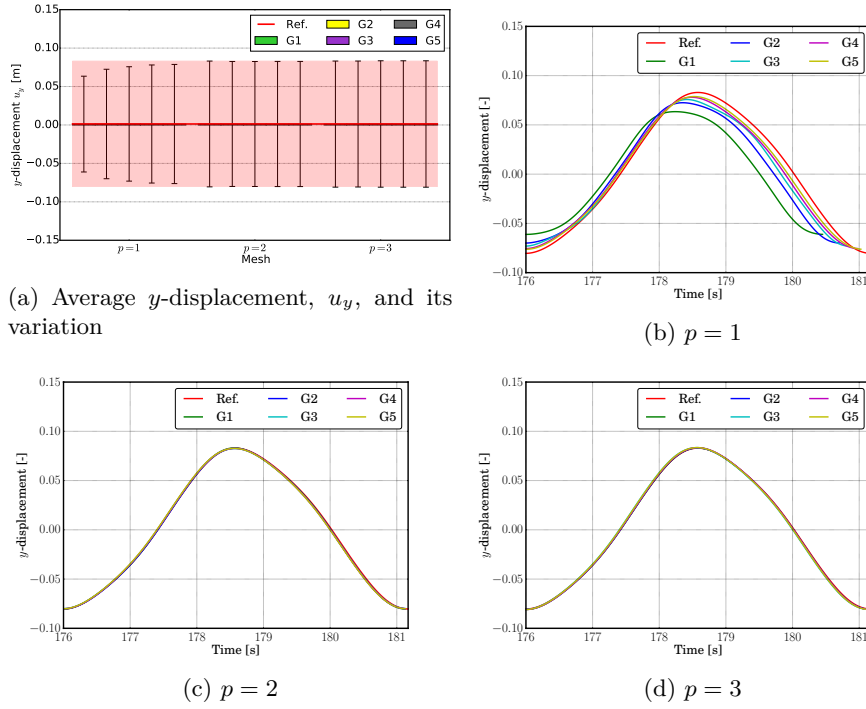 0.15
0.10
0.05
0.00
−0.05
−0.10
−0.15
y-displacement u_y [m]
Ref. G2 G4
G1 G3 G5
p=1 p=2 p=3
Mesh
(a) Average y-displacement, u_y, and its
variation
0.15
0.10
0.05
0.00
−0.05
−0.10
y-displacement [-]
Ref. G2 G4
G1 G3 G5
176 177 178 179 180 181
Time [s]
(b) p = 1
0.15
0.10
0.05
0.00
−0.05
−0.10
y-displacement [-]
Ref. G2 G4
G1 G3 G5
176 177 178 179 180 181
Time [s]
(c) p = 2
0.15
0.10
0.05
0.00
−0.05
−0.10
y-displacement [-]
Ref. G2 G4
G1 G3 G5
176 177 178 179 180 181
Time [s]
(d) p = 3